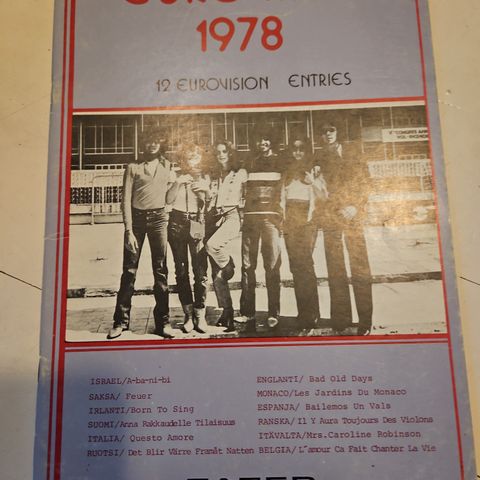 1978
12 EUROVISION ENTRIES
ISRAEL/A-ba-ni-bi
SAKSA/ Feuer
IRLANTI/Born To Sing
SUOMI/Anna Rakkaudelle Tilaisuus
ITALIA/ Questo Amore
RUOTSI/ Det Blir Värre Framåt Natten
ENGLANTI/ Bad Old Days
MONACO/Les Jardins Du Monaco
ESPANJA/ Bailemos Un Vals
RANSKA/Il Y Aura Toujours Des Violons
ITÄVALTA/Mrs.Caroline Robinson
BELGIA/L´amour Ca Fait Chanter La Vie